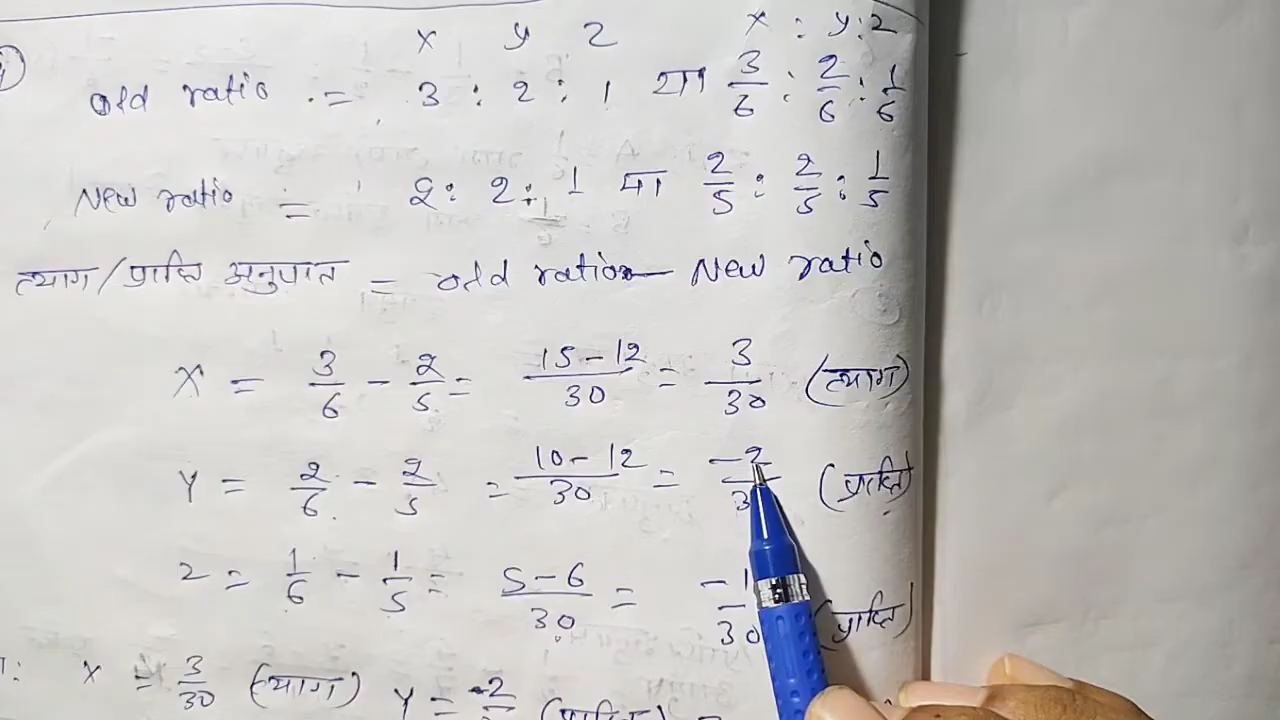 x y z x : y : z
old ratio = 3 : 2 : 1 या 3/6 : 2/6 : 1/6
New ratio = 2 : 2 : 1 या 2/5 : 2/5 : 1/5
त्याग/प्राप्ति अनुपात = old ratio - New ratio
X = 3/6 - 2/5 = 15-12/30 = 3/30 (त्याग)
Y = 2/6 - 2/5 = 10-12/30 = -2/3 (प्राप्ति)
2 = 1/6 - 1/5 = 5-6/30 = -1/30 (प्राप्ति)
x = 3/30 (त्याग) Y = -2